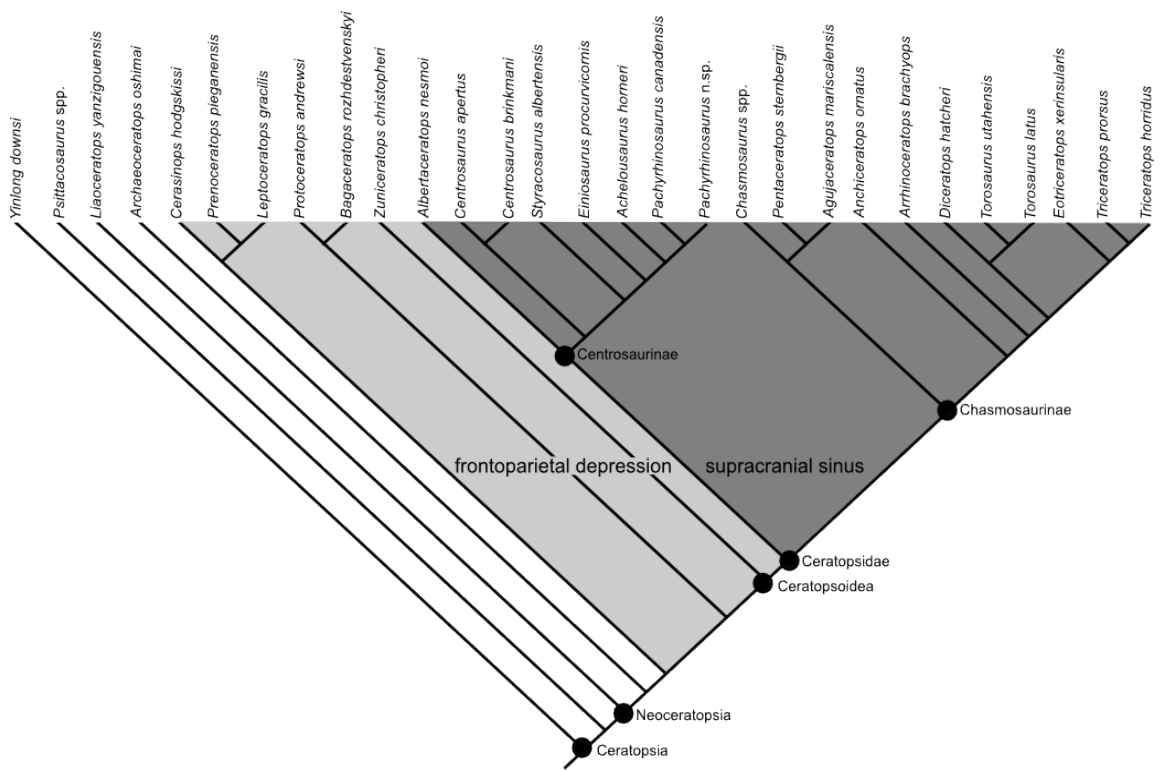 Yinlong downsi
Psittacosaurus spp.
Liaoceratops yanzigouensis
Archaeoceratops oshimai
Cerasinops hodgskissi
Prenoceratops pieganensis
Leptoceratops gracilis
Protoceratops andrewsi
Bagaceratops rozhdestvenskyi
Zuniceratops christopheri
Albertaceratops nesmoi
Centrosaurus apertus
Centrosaurus brinkmani
Styracosaurus albertensis
Einiosaurus procurvicornis
Achelousaurus horneri
Pachyrhinosaurus canadensis
Pachyrhinosaurus n.sp.
Chasmosaurus spp.
Pentaceratops sternbergii
Agujaceratops mariscalensis
Anchiceratops ornatus
Arrhinoceratops brachyops
Diceratops hatcheri
Torosaurus utahensis
Torosaurus latus
Eotriceratops xerinsularis
Triceratops prorsus
Triceratops horridus
Centrosaurinae
Chasmosaurinae
frontoparietal depression
supracranial sinus
Ceratopsidae
Ceratopsoidea
Neoceratopsia
Ceratopsia